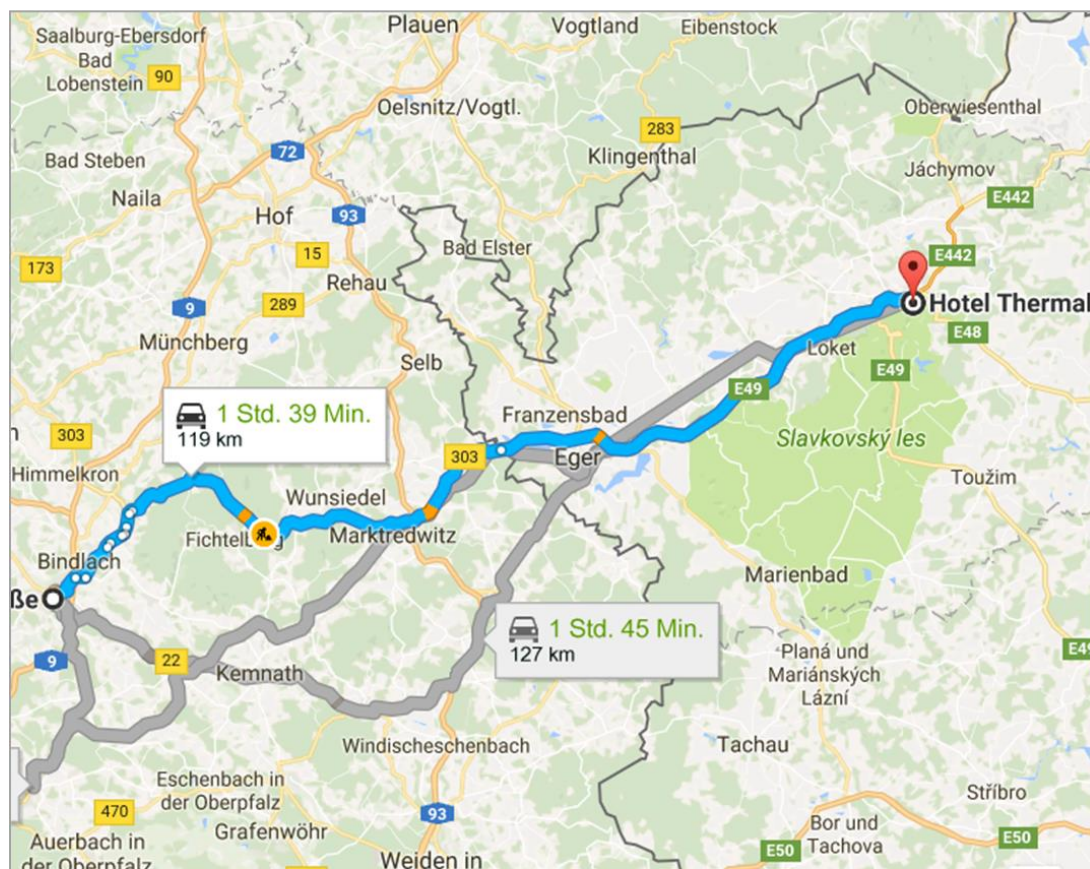 Plauen
Vogtland
Eibenstock
Saalburg-Ebersdorf
Bad
Lobenstein
90
Oelsnitz/Vogtl.
283
Oberwiesenthal
72
Klingenthal
Bad Steben
Jáchymov
Naila
E442
Hof
93
Bad Elster
15
E442
173
Rehau
289
9
Hotel Thermal
Münchberg
E48
Loket
Selb
E49
E49
1 Std. 39 Min.
119 km
Franzensbad
303
Slavkovský les
303
Eger
Himmelkron
Toužim
Wunsiedel
Fichtelberg
Marktredwitz
Bindlach
Marienbad
ße
1 Std. 45 Min.
127 km
9
22
Kemnath
Planá und
Mariánských
Lázní
Windischeschenbach
Tachau
Eschenbach in
der Oberpfalz
Stříbro
470
93
Grafenwöhr
Bor und
Tachova
E50
E50
Auerbach in
der Oberpfalz
Weiden in